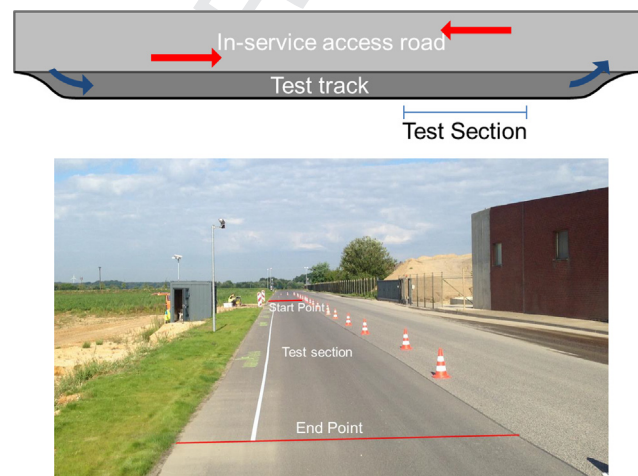 In-service access road
Test track
Test Section
Start Point
Test section
End Point